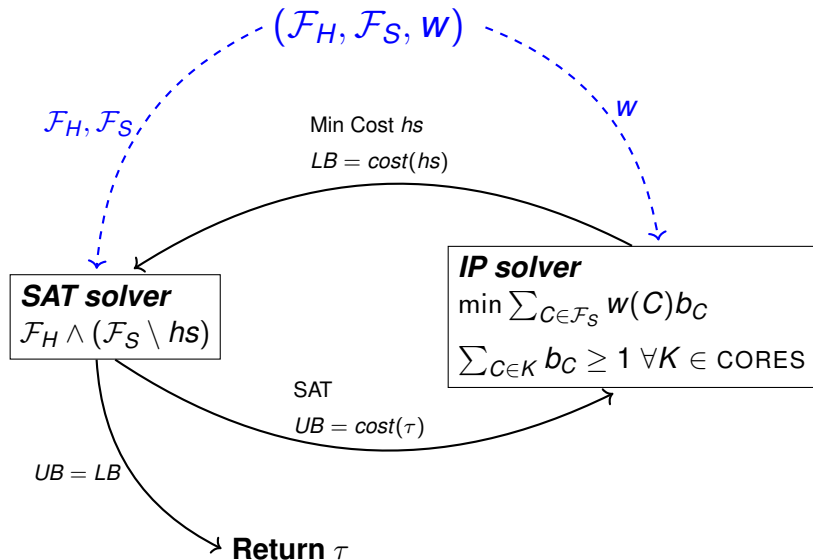 (𝓕_H, 𝓕_S, w)
𝓕_H, 𝓕_S
w
Min Cost hs
LB = cost(hs)
SAT solver
𝓕_H ∧ (𝓕_S \ hs)
IP solver
min ∑_{C∈𝓕_S} w(C)b_C
∑_{C∈K} b_C ≥ 1 ∀K ∈ CORES
SAT
UB = cost(τ)
UB = LB
Return τ